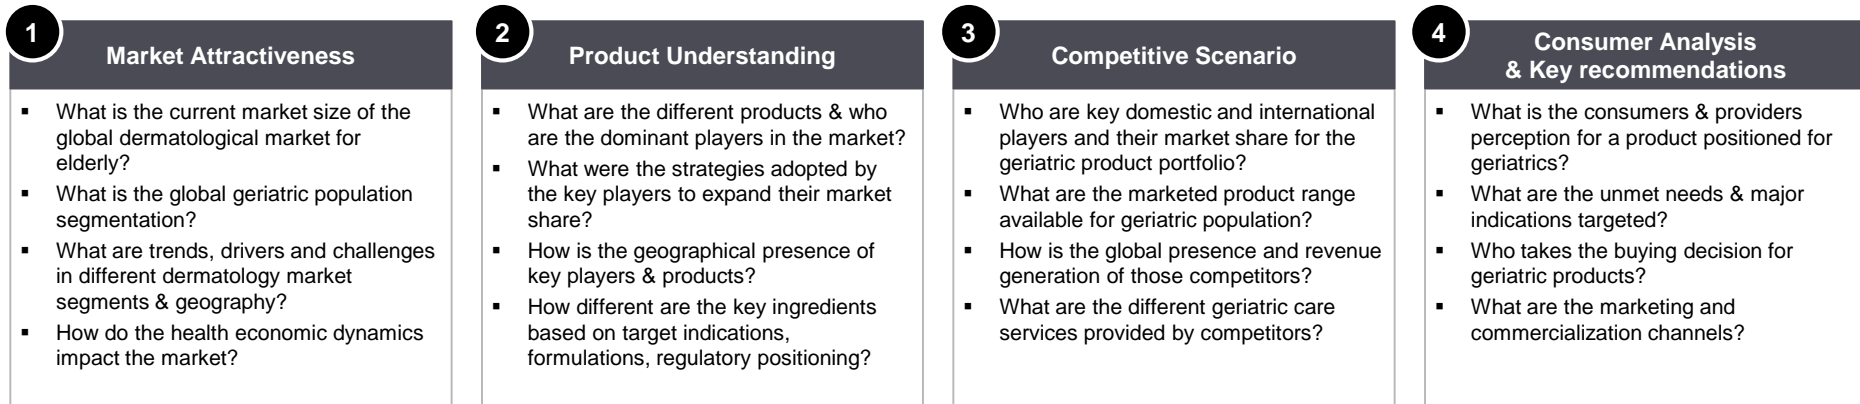 1
Market Attractiveness
▪ What is the current market size of the
global dermatological market for
elderly?
▪ What is the global geriatric population
segmentation?
▪ What are trends, drivers and challenges
in different dermatology market
segments & geography?
▪ How do the health economic dynamics
impact the market?
2
Product Understanding
▪ What are the different products & who
are the dominant players in the market?
▪ What were the strategies adopted by
the key players to expand their market
share?
▪ How is the geographical presence of
key players & products?
▪ How different are the key ingredients
based on target indications,
formulations, regulatory positioning?
3
Competitive Scenario
▪ Who are key domestic and international
players and their market share for the
geriatric product portfolio?
▪ What are the marketed product range
available for geriatric population?
▪ How is the global presence and revenue
generation of those competitors?
▪ What are the different geriatric care
services provided by competitors?
4
Consumer Analysis
& Key recommendations
▪ What is the consumers & providers
perception for a product positioned for
geriatrics?
▪ What are the unmet needs & major
indications targeted?
▪ Who takes the buying decision for
geriatric products?
▪ What are the marketing and
commercialization channels?